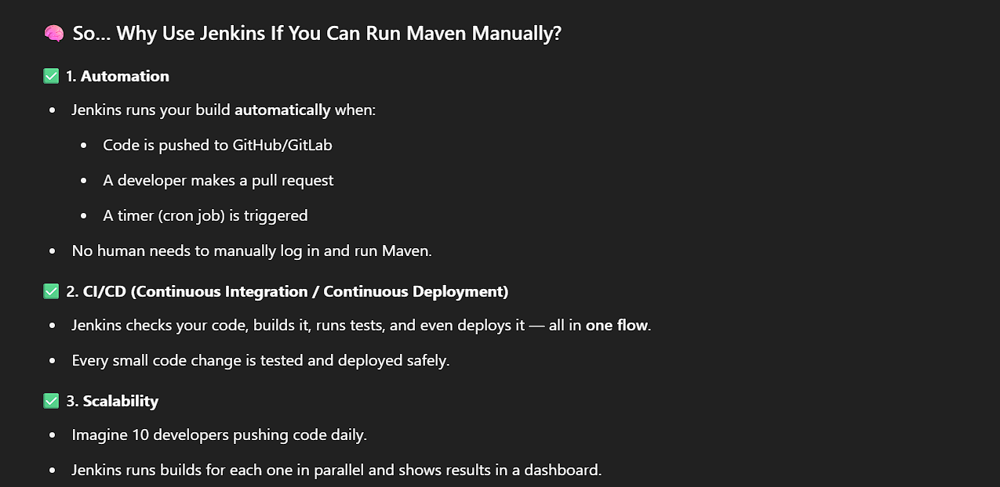 🧠 So... Why Use Jenkins If You Can Run Maven Manually?
✅ 1. Automation
• Jenkins runs your build automatically when:
• Code is pushed to GitHub/GitLab
• A developer makes a pull request
• A timer (cron job) is triggered
• No human needs to manually log in and run Maven.
✅ 2. CI/CD (Continuous Integration / Continuous Deployment)
• Jenkins checks your code, builds it, runs tests, and even deploys it — all in one flow.
• Every small code change is tested and deployed safely.
✅ 3. Scalability
• Imagine 10 developers pushing code daily.
• Jenkins runs builds for each one in parallel and shows results in a dashboard.